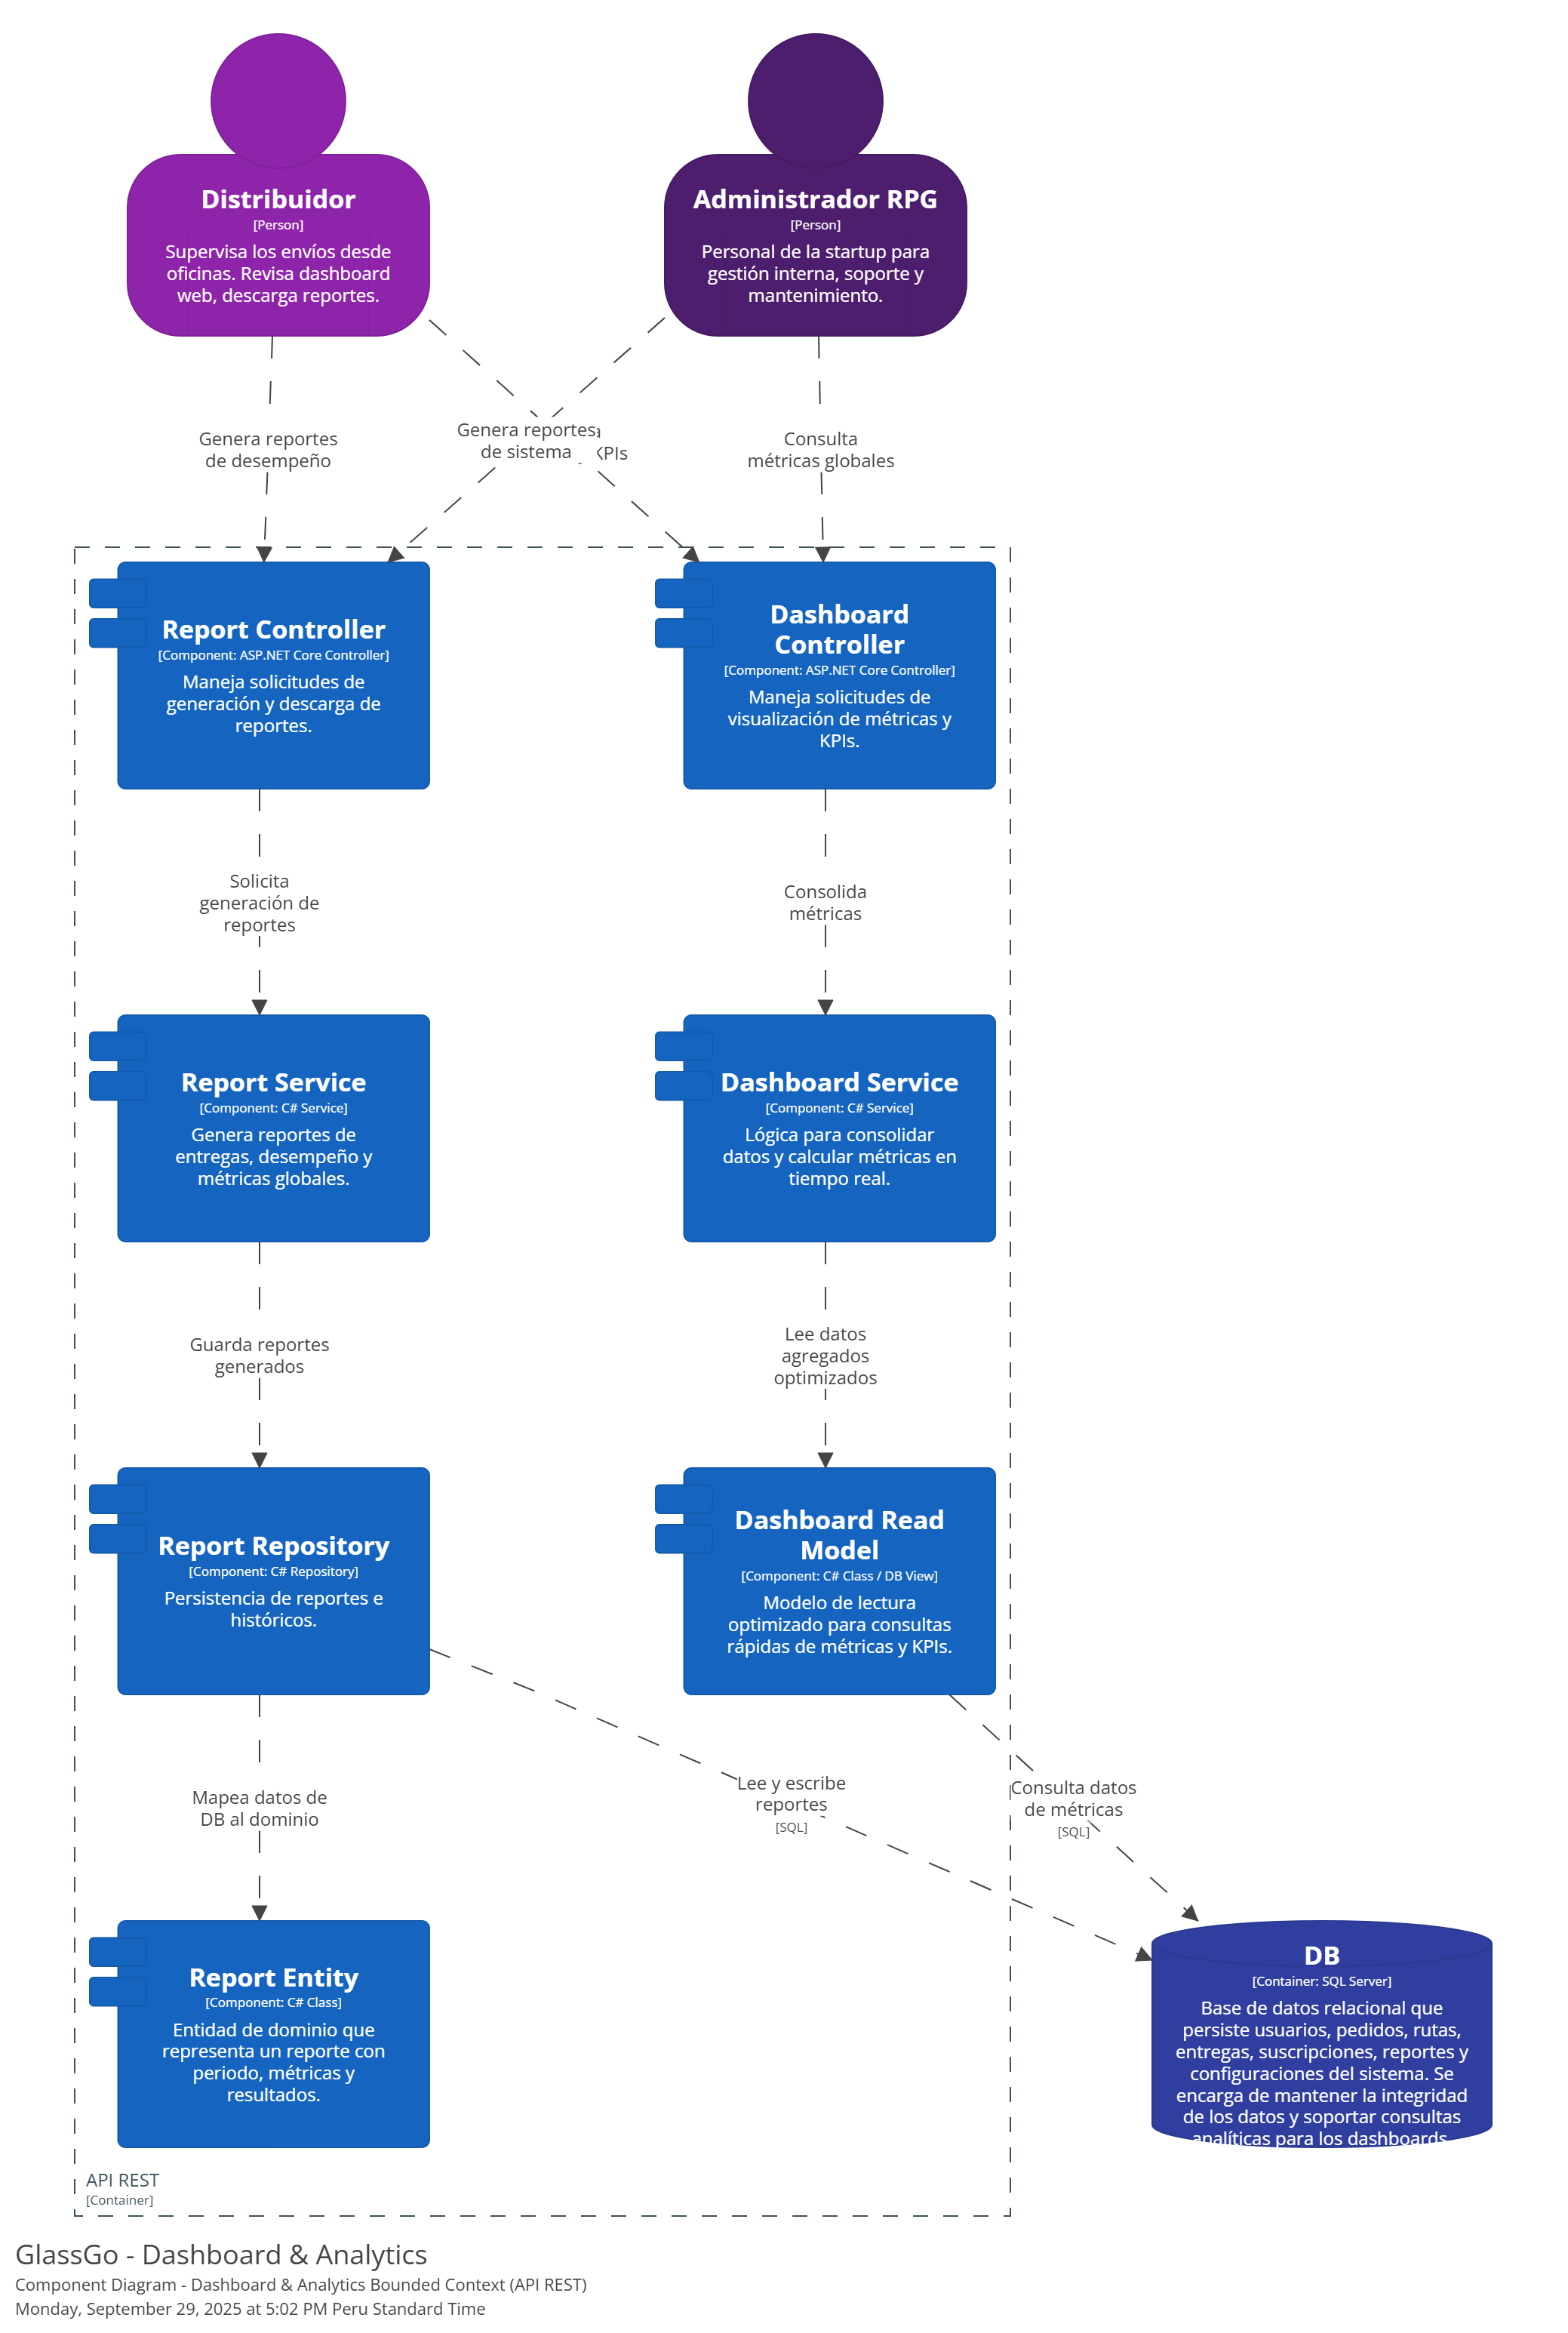 Distribuidor
[Person]
Supervisa los envíos desde
oficinas. Revisa dashboard
web, descarga reportes.
Administrador RPG
[Person]
Personal de la startup para
gestión interna, soporte y
mantenimiento.
Genera reportes
de desempeño
Genera reportes
de sistema
KPIs
Consulta
métricas globales
Report Controller
[Component: ASP.NET Core Controller]
Maneja solicitudes de
generación y descarga de
reportes.
Dashboard
Controller
[Component: ASP.NET Core Controller]
Maneja solicitudes de
visualización de métricas y
KPIs.
Solicita
generación de
reportes
Consolida
métricas
Report Service
[Component: C# Service]
Genera reportes de
entregas, desempeño y
métricas globales.
Dashboard Service
[Component: C# Service]
Lógica para consolidar
datos y calcular métricas en
tiempo real.
Guarda reportes
generados
Lee datos
agregados
optimizados
Report Repository
[Component: C# Repository]
Persistencia de reportes e
históricos.
Dashboard Read
Model
[Component: C# Class / DB View]
Modelo de lectura
optimizado para consultas
rápidas de métricas y KPIs.
Mapea datos de
DB al dominio
Lee y escribe
reportes
[SQL]
Consulta datos
de métricas
[SQL]
Report Entity
[Component: C# Class]
Entidad de dominio que
representa un reporte con
periodo, métricas y
resultados.
DB
[Container: SQL Server]
Base de datos relacional que
persiste usuarios, pedidos, rutas,
entregas, suscripciones, reportes y
configuraciones del sistema. Se
encarga de mantener la integridad
de los datos y soportar consultas
analíticas para los dashboards.
API REST
[Container]
GlassGo - Dashboard & Analytics
Component Diagram - Dashboard & Analytics Bounded Context (API REST)
Monday, September 29, 2025 at 5:02 PM Peru Standard Time